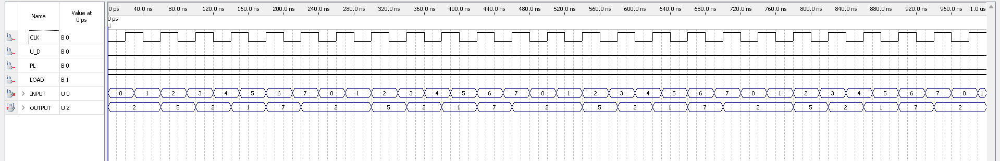 Name Value at 0 ps
0 ps 40.0 ns 80.0 ns 120.0 ns 160.0 ns 200.0 ns 240.0 ns 280.0 ns 320.0 ns 360.0 ns 400.0 ns 440.0 ns 480.0 ns 520.0 ns 560.0 ns 600.0 ns 640.0 ns 680.0 ns 720.0 ns 760.0 ns 800.0 ns 840.0 ns 880.0 ns 920.0 ns 960.0 ns 1.0 us
0 ps
in CLK B 0
in U_D B 0
in PL B 0
in LOAD B 1
in INPUT U 0 0 1 2 3 4 5 6 7 0 1 2 3 4 5 6 7 0 1 2 3 4 5 6 7 0 1 2 3 4 5 6 7 0 1
out OUTPUT U 2 2 5 2 1 7 2 5 2 1 7 2 5 2 1 7 2 5 2 1 7 2